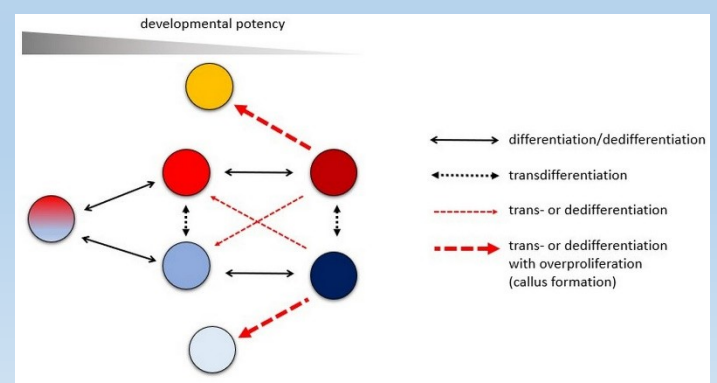 developmental potency
differentiation/dedifferentiation
transdifferentiation
trans- or dedifferentiation
trans- or dedifferentiation
with overproliferation
(callus formation)